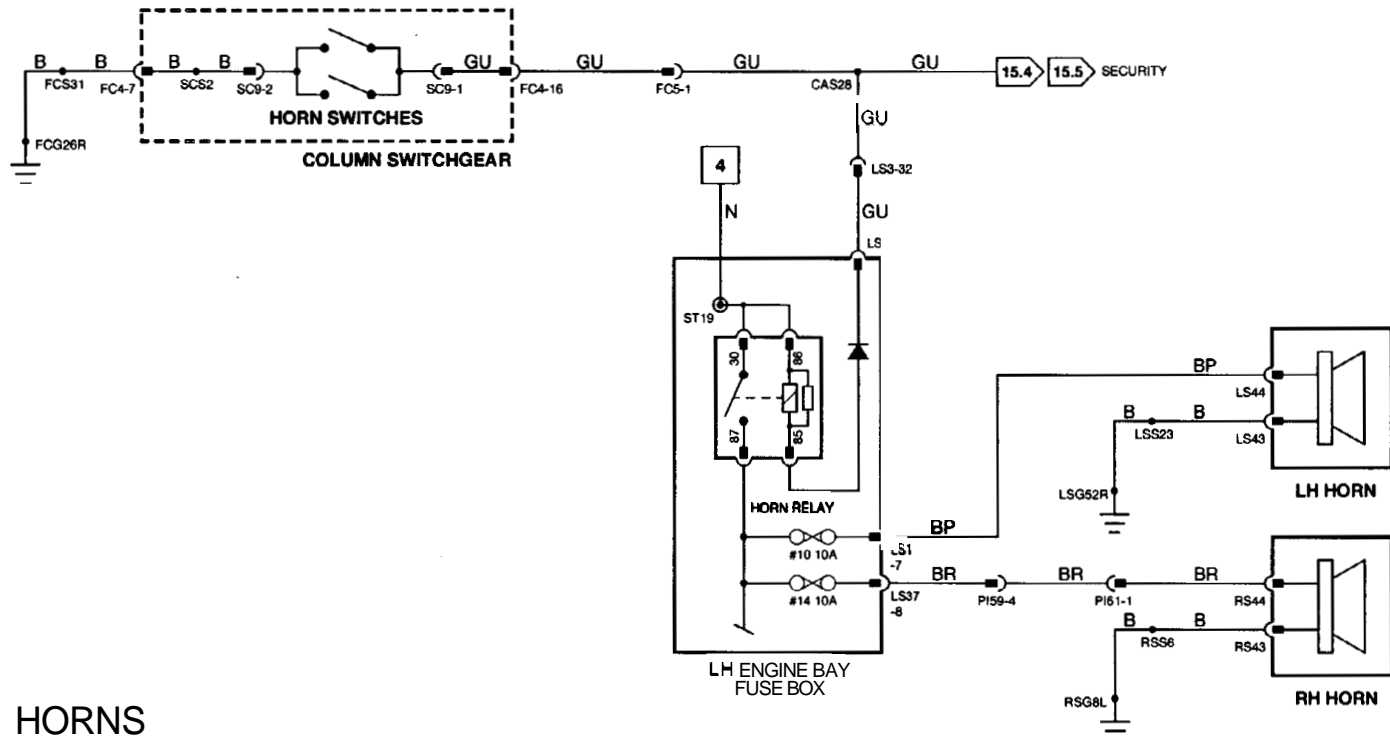 B B B B GU GU GU GU
FCS31 FC4-7 SCS2 SC9-2 SC9-1 FC4-16 FC5-1 CAS28
15.4 15.5 SECURITY
HORN SWITCHES
COLUMN SWITCHGEAR
FCG26R
GU
4
LS3-32
N
GU
LS
ST19
30 86
87 85
HORN RELAY
BP
LS44
B B
LSS23 LS43
LSG52R
LH HORN
BP
#10 10A
LS1
-7
BR BR BR
#14 10A
LS37
-8
PI59-4 PI61-1 RS44
B B
RSS6 RS43
RSG8L
RH HORN
LH ENGINE BAY
FUSE BOX
HORNS